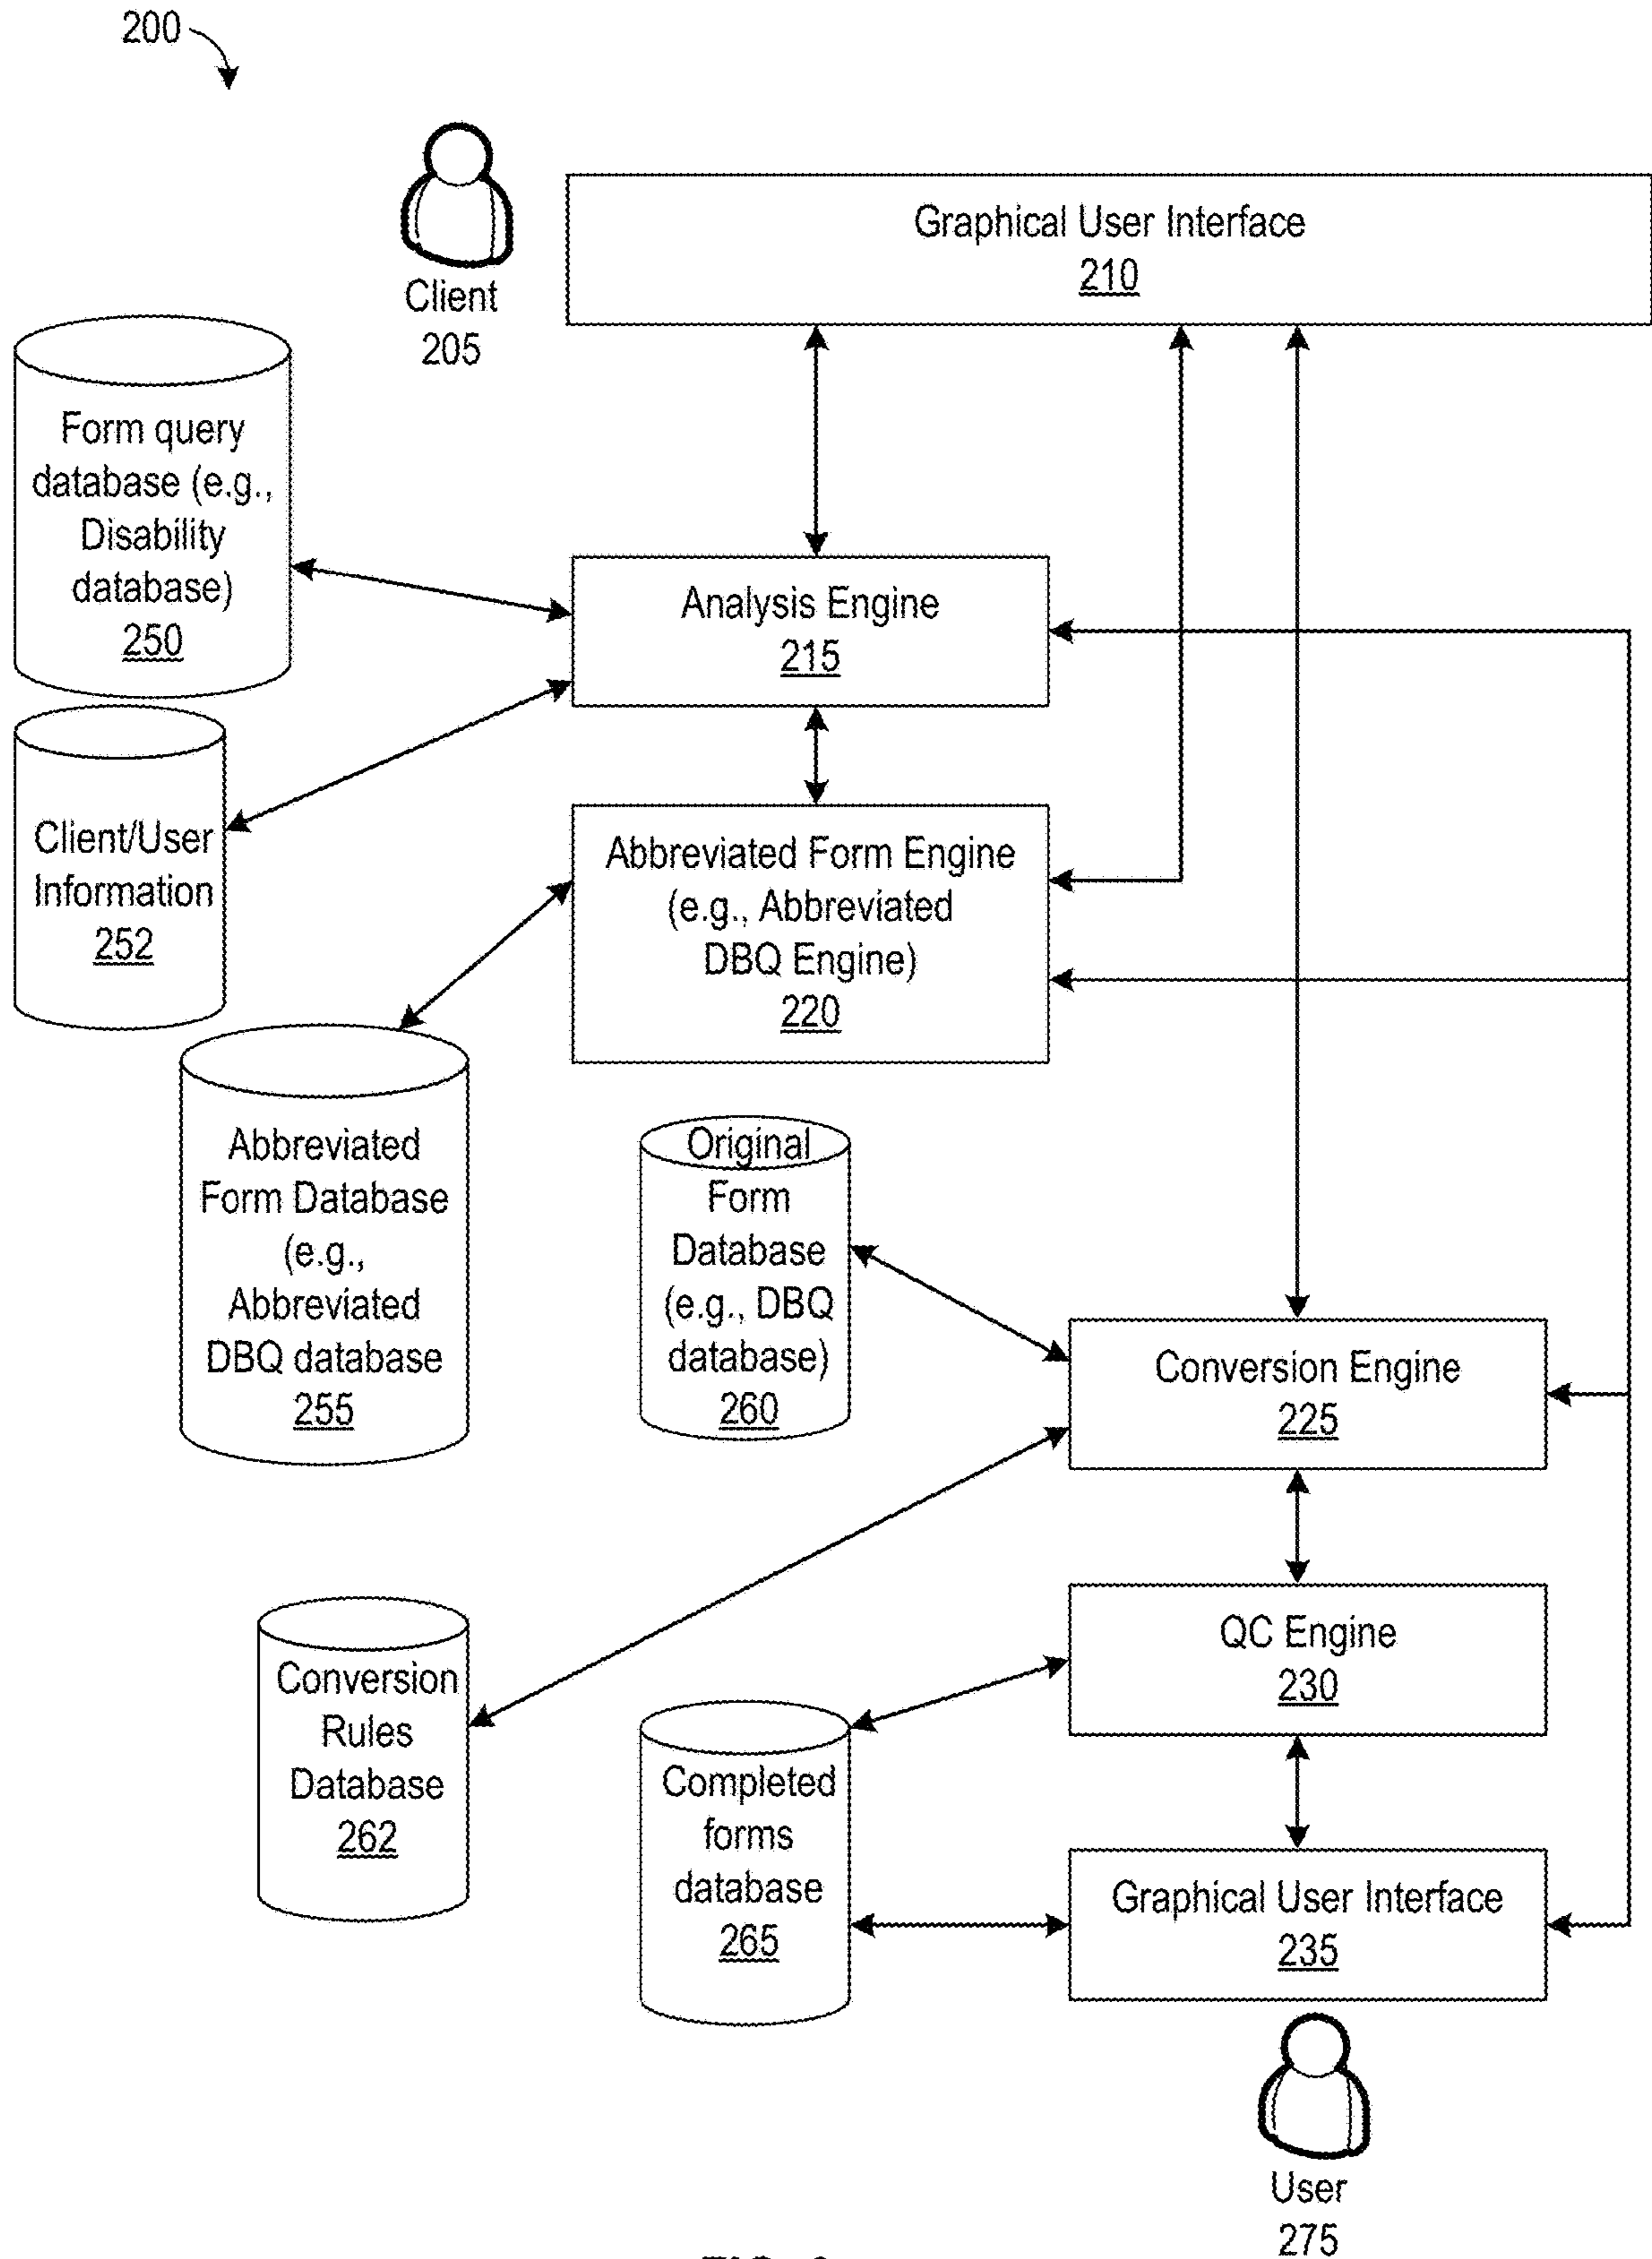 200
Graphical User Interface
210
Client
205
Form query
database (e.g.,
Disability
database)
250
Analysis Engine
215
Client/User
Information
252
Abbreviated Form Engine
(e.g., Abbreviated
DBQ Engine)
220
Abbreviated
Form Database
(e.g.,
Abbreviated
DBQ database
255
Original
Form
Database
(e.g., DBQ
database)
260
Conversion Engine
225
QC Engine
230
Conversion
Rules
Database
262
Completed
forms
database
265
Graphical User Interface
235
User
275